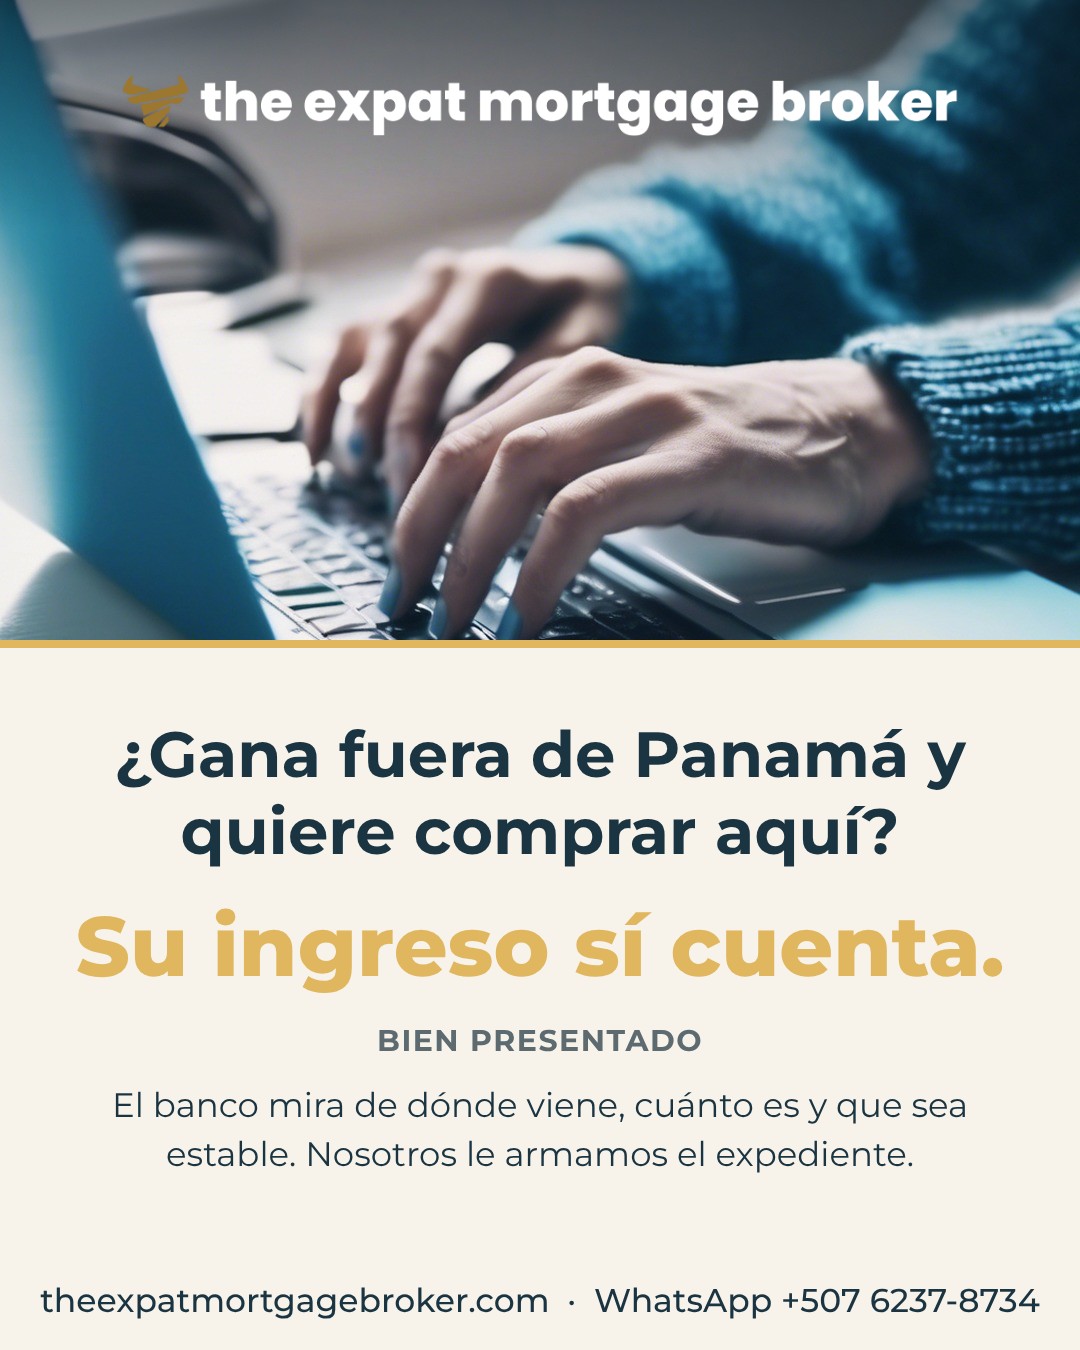 the expat mortgage broker
¿Gana fuera de Panamá y
quiere comprar aquí?
Su ingreso sí cuenta.
BIEN PRESENTADO
El banco mira de dónde viene, cuánto es y que sea
estable. Nosotros le armamos el expediente.
theexpatmortgagebroker.com · WhatsApp +507 6237-8734